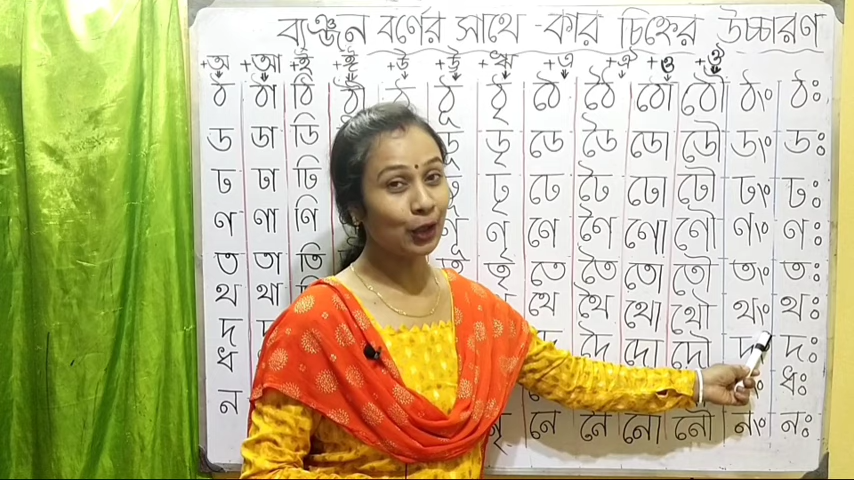 ব্যঞ্জন বর্ণের সাথে -কার চিহ্নের উচ্চারণ
+অ +আ +ই +ঈ +উ +ঊ +ঋ +এ +ঐ +ও +ঔ
ঠ ঠা ঠি ঠী ঠূ ঠৃ ঠে ঠৈ ঠো ঠৌ ঠাং ঠঃ
ড ডা ডি ডূ ডৃ ডে ডৈ ডো ডৌ ডাং ডঃ
ঢ ঢা ঢি ঢৃ ঢে ঢৈ ঢো ঢৌ ঢাং ঢঃ
ণ ণা ণি ণূ ণৃ ণে ণৈ ণো ণৌ ণাং ণঃ
ত তা তি তৃ তে তৈ তো তৌ তাং তঃ
থ থা থে থৈ থো থৌ থাং থঃ
দ দৈ দো দৌ দঃ
ধ ধঃ
ন নৃ নে নৈ নো নৌ নাং নঃ